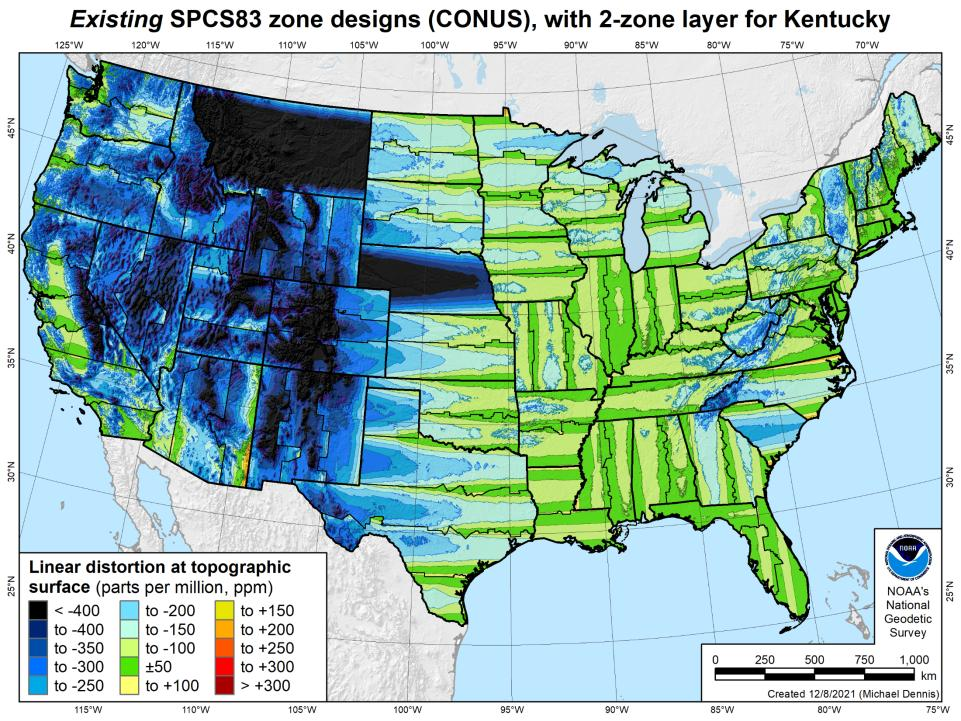 Existing SPCS83 zone designs (CONUS), with 2-zone layer for Kentucky
125°W 120°W 115°W 110°W 105°W 100°W 95°W 90°W 85°W 80°W 75°W 70°W
45°N 45°N
40°N 40°N
35°N 35°N
30°N 30°N
25°N 25°N
Linear distortion at topographic
surface (parts per million, ppm)
< -400 to -200 to +150
to -400 to -150 to +200
to -350 to -100 to +250
to -300 ±50 to +300
to -250 to +100 > +300
NOAA
NOAA's
National
Geodetic
Survey
0 250 500 750 1,000
km
Created 12/8/2021 (Michael Dennis)
115°W 110°W 105°W 100°W 95°W 90°W 85°W 80°W 75°W